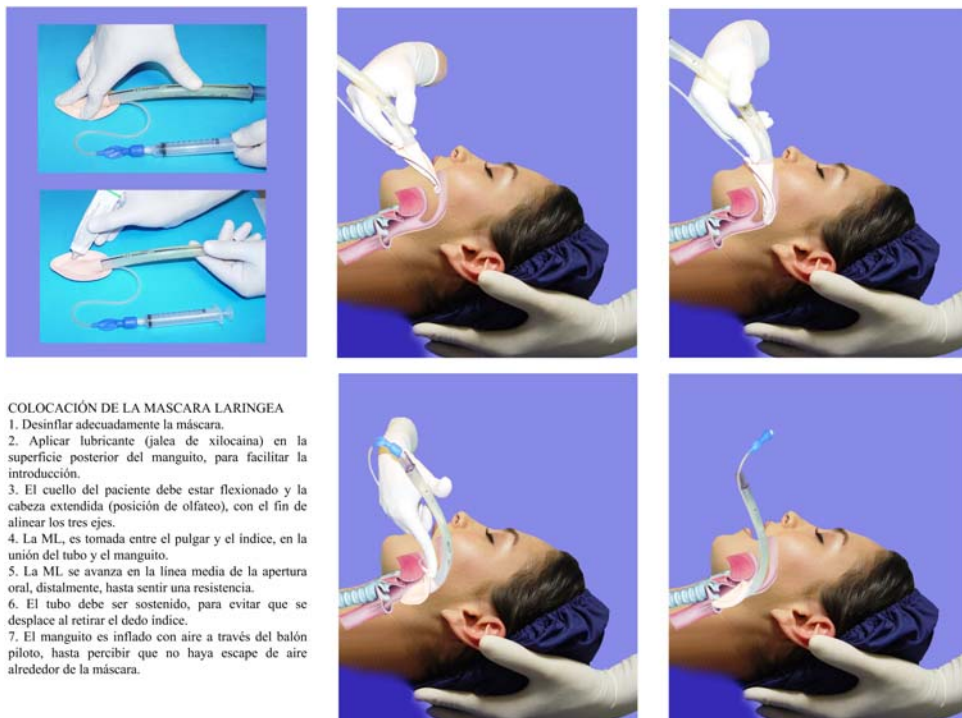 COLOCACIÓN DE LA MASCARA LARINGEA
1. Desinflar adecuadamente la máscara.
2. Aplicar lubricante (jalea de xilocaina) en la
superficie posterior del manguito, para facilitar la
introducción.
3. El cuello del paciente debe estar flexionado y la
cabeza extendida (posición de olfateo), con el fin de
alinear los tres ejes.
4. La ML, es tomada entre el pulgar y el índice, en la
unión del tubo y el manguito.
5. La ML se avanza en la línea media de la apertura
oral, distalmente, hasta sentir una resistencia.
6. El tubo debe ser sostenido, para evitar que se
desplace al retirar el dedo índice.
7. El manguito es inflado con aire a través del balón
piloto, hasta percibir que no haya escape de aire
alrededor de la máscara.